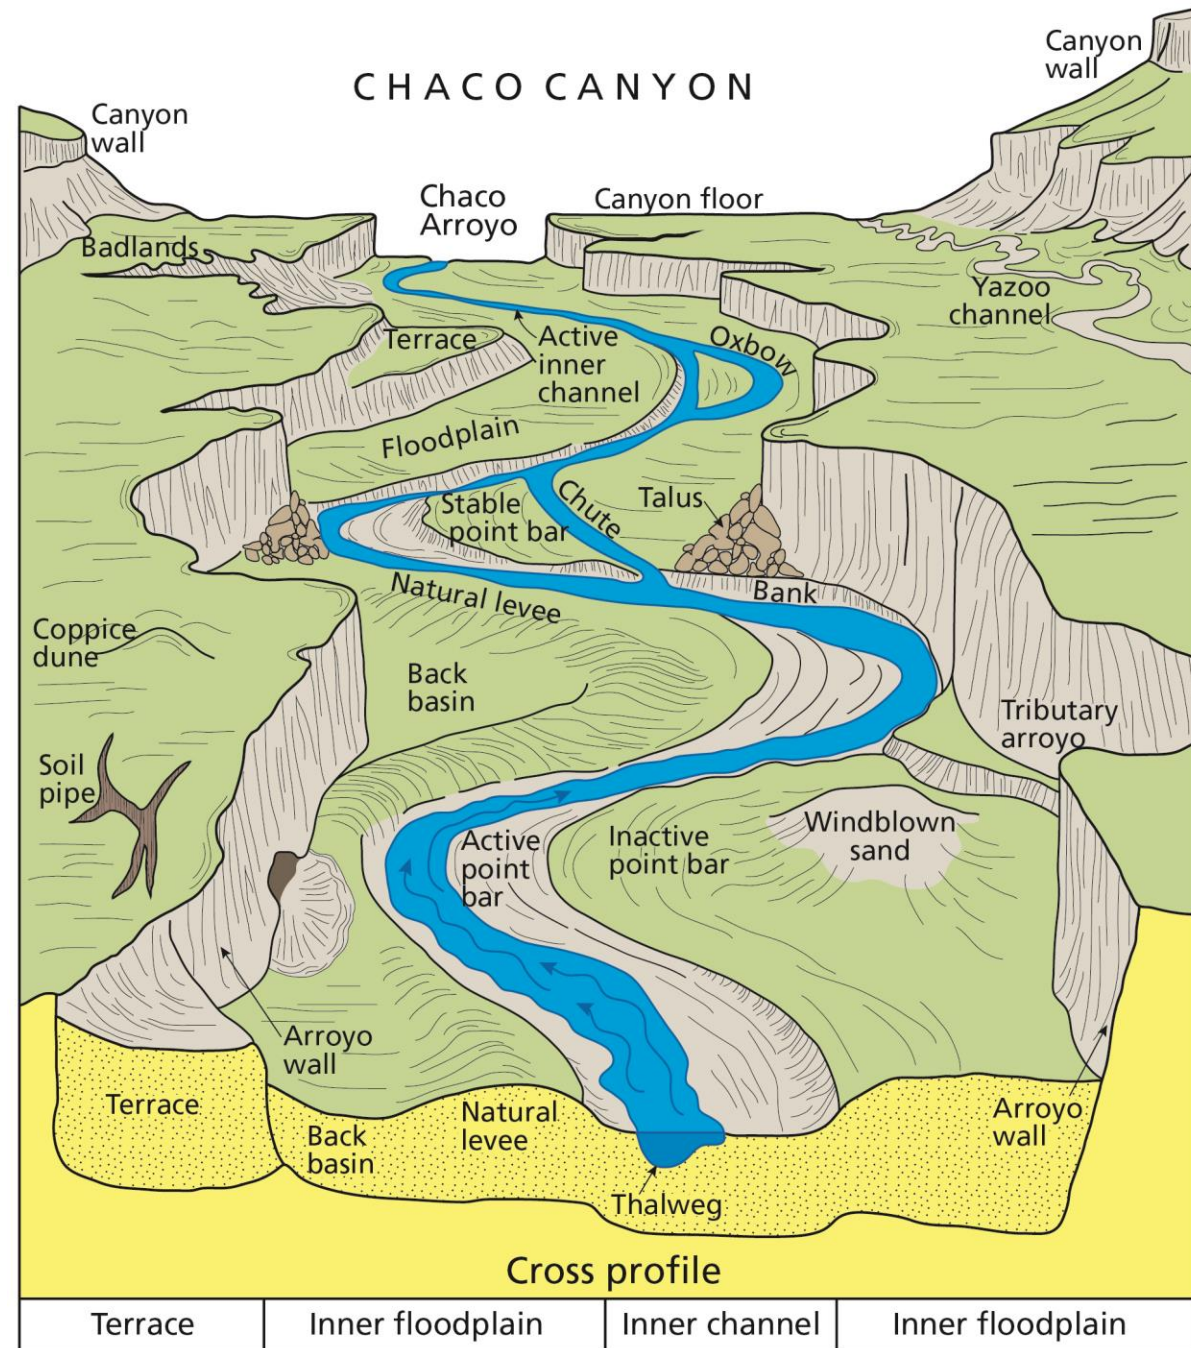 CHACO CANYON
Canyon
wall
Canyon
wall
Chaco
Arroyo
Canyon floor
Badlands
Yazoo
channel
Terrace
Active
inner
channel
Oxbow
Floodplain
Stable
point bar
Chute
Talus
Natural levee
Bank
Coppice
dune
Back
basin
Tributary
arroyo
Soil
pipe
Active
point
bar
Inactive
point bar
Windblown
sand
Arroyo
wall
Terrace
Back
basin
Natural
levee
Thalweg
Arroyo
wall
Cross profile
Terrace
Inner floodplain
Inner channel
Inner floodplain